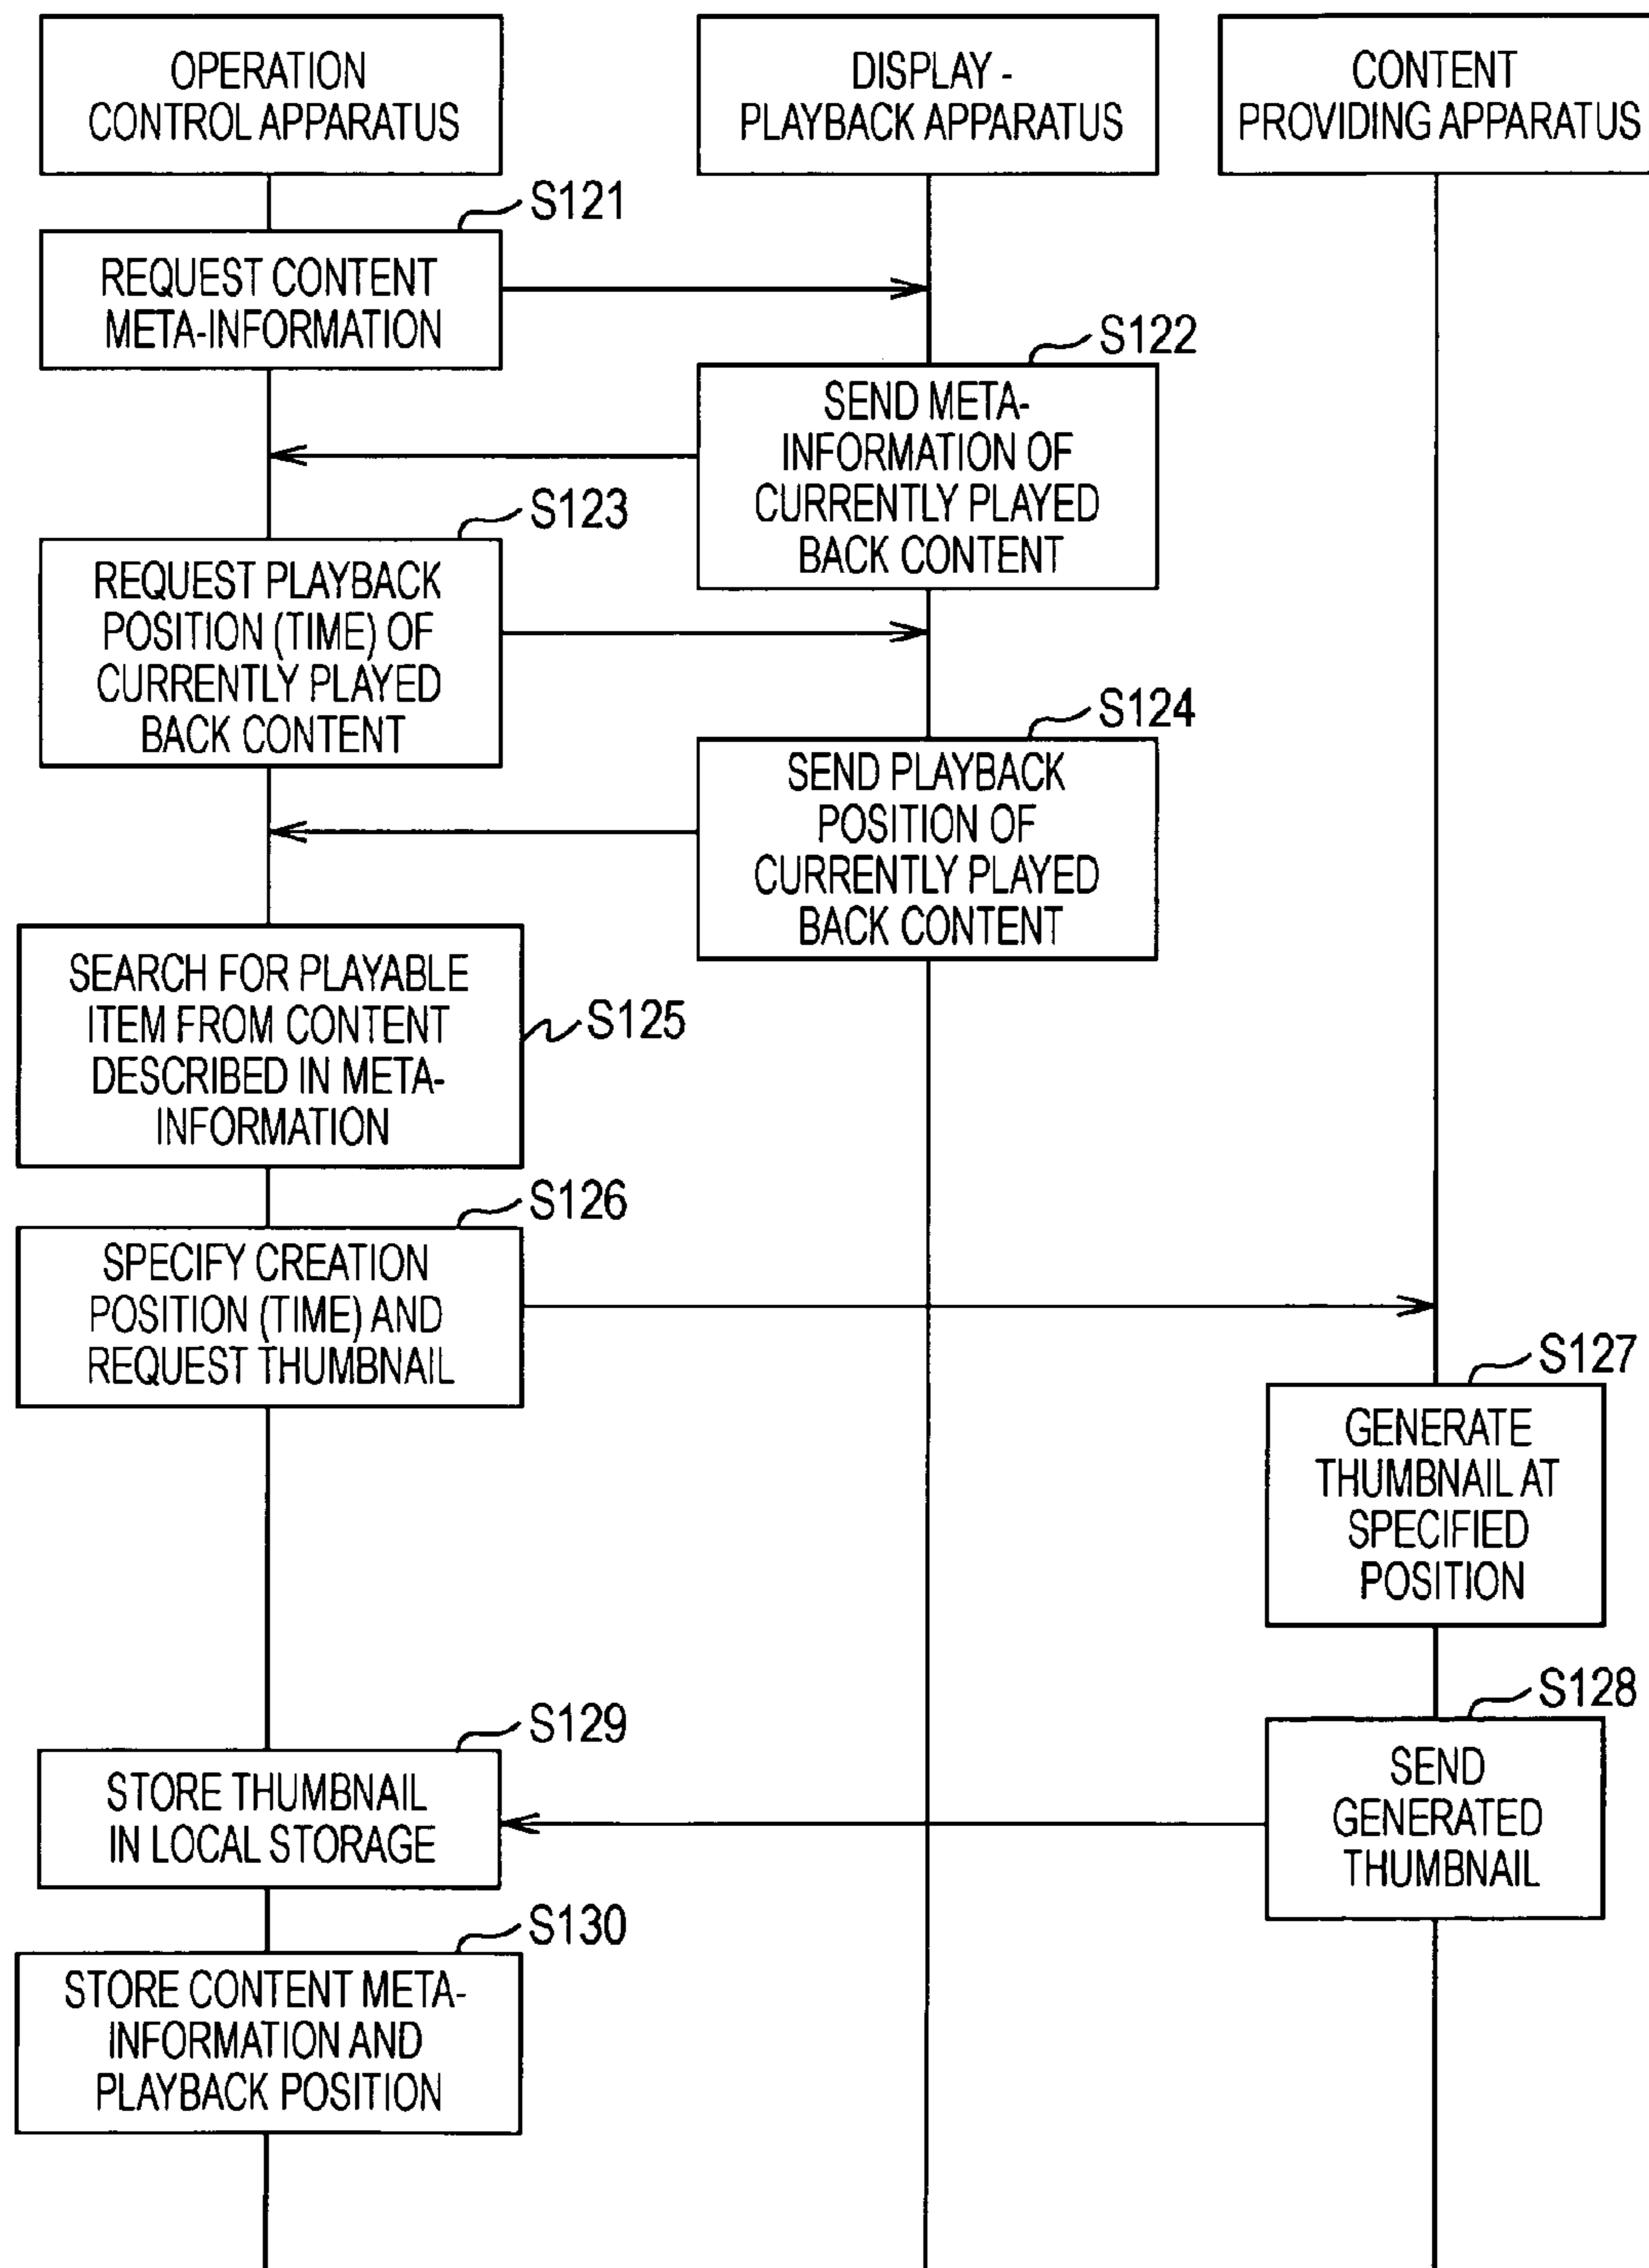 OPERATION
CONTROL APPARATUS
DISPLAY -
PLAYBACK APPARATUS
CONTENT
PROVIDING APPARATUS
S121
REQUEST CONTENT
META-INFORMATION
S122
SEND META-
INFORMATION OF
CURRENTLY PLAYED
BACK CONTENT
S123
REQUEST PLAYBACK
POSITION (TIME) OF
CURRENTLY PLAYED
BACK CONTENT
S124
SEND PLAYBACK
POSITION OF
CURRENTLY PLAYED
BACK CONTENT
SEARCH FOR PLAYABLE
ITEM FROM CONTENT
DESCRIBED IN META-
INFORMATION
S125
S126
SPECIFY CREATION
POSITION (TIME) AND
REQUEST THUMBNAIL
S127
GENERATE
THUMBNAIL AT
SPECIFIED
POSITION
S128
SEND
GENERATED
THUMBNAIL
S129
STORE THUMBNAIL
IN LOCAL STORAGE
S130
STORE CONTENT META-
INFORMATION AND
PLAYBACK POSITION